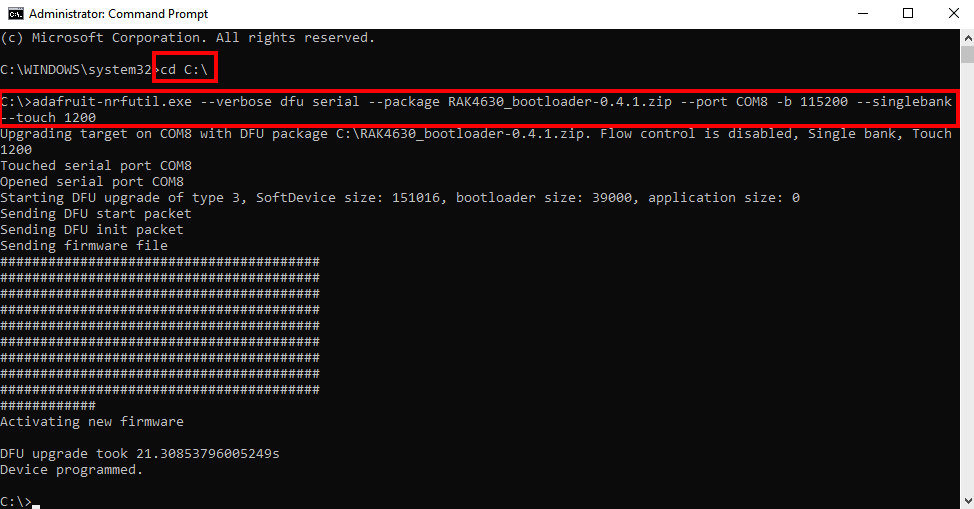 Administrator: Command Prompt
(c) Microsoft Corporation. All rights reserved.
C:\WINDOWS\system32>cd C:\
C:\>adafruit-nrfutil.exe --verbose dfu serial --package RAK4630_bootloader-0.4.1.zip --port COM8 -b 115200 --singlebank
--touch 1200
Upgrading target on COM8 with DFU package C:\RAK4630_bootloader-0.4.1.zip. Flow control is disabled, Single bank, Touch
1200
Touched serial port COM8
Opened serial port COM8
Starting DFU upgrade of type 3, SoftDevice size: 151016, bootloader size: 39000, application size: 0
Sending DFU start packet
Sending DFU init packet
Sending firmware file
########################################
########################################
########################################
########################################
########################################
########################################
########################################
########################################
########################################
############
Activating new firmware
DFU upgrade took 21.30853796005249s
Device programmed.
C:\>